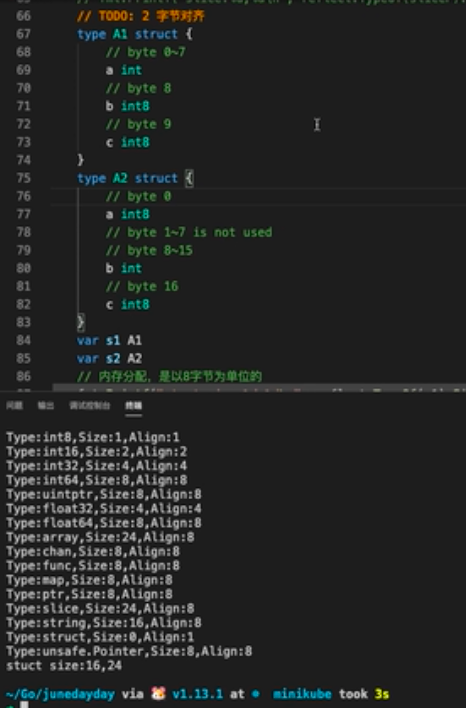 66 // TODO: 2 字节对齐
67 type A1 struct {
68 // byte 0~7
69 a int
70 // byte 8
71 b int8
72 // byte 9
73 c int8
74 }
75 type A2 struct {
76 // byte 0
77 a int8
78 // byte 1~7 is not used
79 // byte 8~15
80 b int
81 // byte 16
82 c int8
83 }
84 var s1 A1
85 var s2 A2
86 // 内存分配，是以8字节为单位的
问题 输出 调试控制台 终端
Type:int8,Size:1,Align:1
Type:int16,Size:2,Align:2
Type:int32,Size:4,Align:4
Type:int64,Size:8,Align:8
Type:uintptr,Size:8,Align:8
Type:float32,Size:4,Align:4
Type:float64,Size:8,Align:8
Type:array,Size:24,Align:8
Type:chan,Size:8,Align:8
Type:func,Size:8,Align:8
Type:map,Size:8,Align:8
Type:ptr,Size:8,Align:8
Type:slice,Size:24,Align:8
Type:string,Size:16,Align:8
Type:struct,Size:0,Align:1
Type:unsafe.Pointer,Size:8,Align:8
stuct size:16,24
~/Go/junedayday via 🐹 v1.13.1 at minikube took 3s